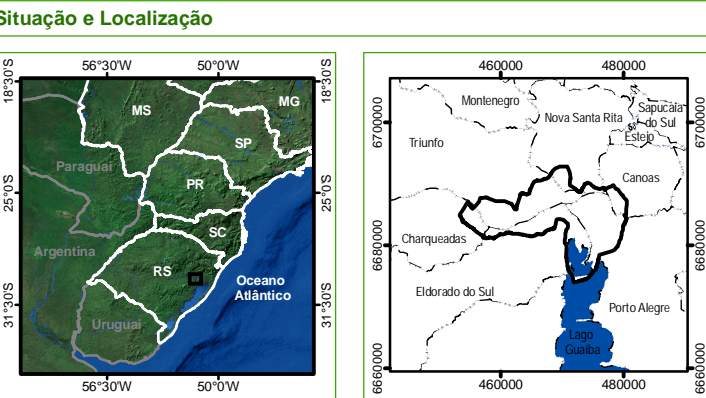 Situação e Localização
56°30'W
50°0'W
18°30'S
18°30'S
MS
MG
SP
Paraguai
PR
25°0'S
25°0'S
SC
Argentina
RS
Oceano
Atlântico
31°30'S
31°30'S
Uruguai
56°30'W
50°0'W
460000
480000
6700000
6700000
Montenegro
Nova Santa Rita
Sapucaia
do Sul
Esteio
Triunfo
Canoas
Charqueadas
6680000
6680000
Eldorado do Sul
Porto Alegre
Lago
Guaíba
6660000
6660000
460000
480000